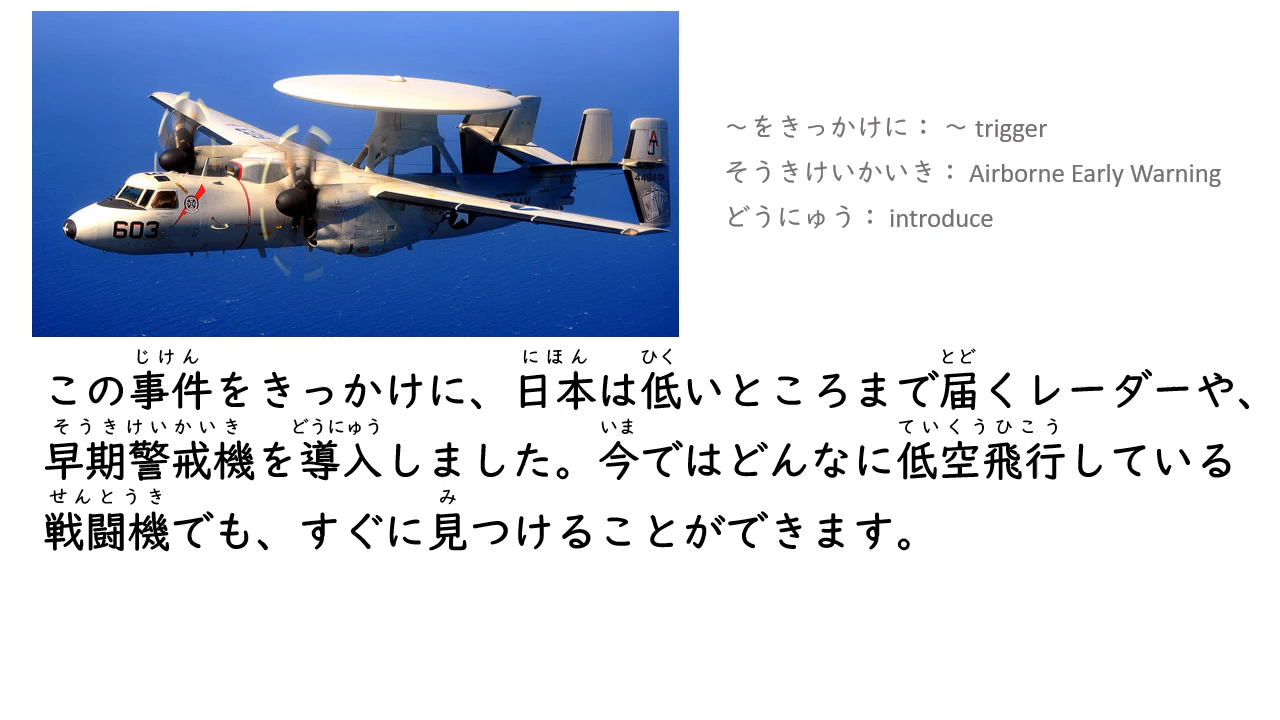 603
A
J
~をきっかけに： ~ trigger
そうきけいかいき： Airborne Early Warning
どうにゅう： introduce
じけん にほん ひく とど
この事件をきっかけに、日本は低いところまで届くレーダーや、
そうきけいかいき どうにゅう いま ていくうひこう
早期警戒機を導入しました。今ではどんなに低空飛行している
せんとうき み
戦闘機でも、すぐに見つけることができます。